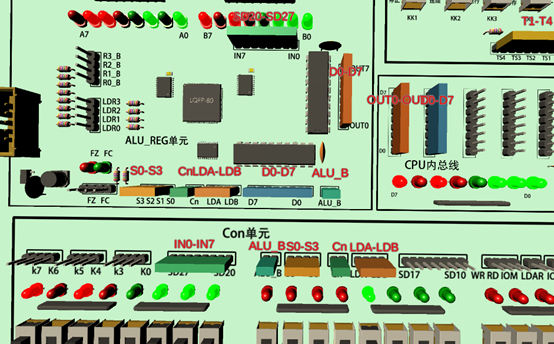 SD20-SD27
KK1 KK2 KK3
T1-T4
A7 A0 B7 B0
IN7 IN0
TS4 TS3
R3_B
R2_B
R1_B
R0_B
D0-D7
OUT7
LDR3
LDR2
LDR1
LDR0
UQFP-80
OUT0
OUT0-OUD0-D7
D7 D7
D0 D0
ALU_REG单元
CPU内总线
FZ FC
S0-S3 CnLDA-LDB D0-D7 ALU_B
D7 D0
FZ FC S3 S2 S1 S0 Cn LDA LDB D7 D0 ALU_B
Con单元
IN0-IN7 ALU_B S0-S3 Cn LDA-LDB
k7 K6 k5 K4 k3 K0 SD27 SD20 SD17 SD10 WR RD IOM LDAR